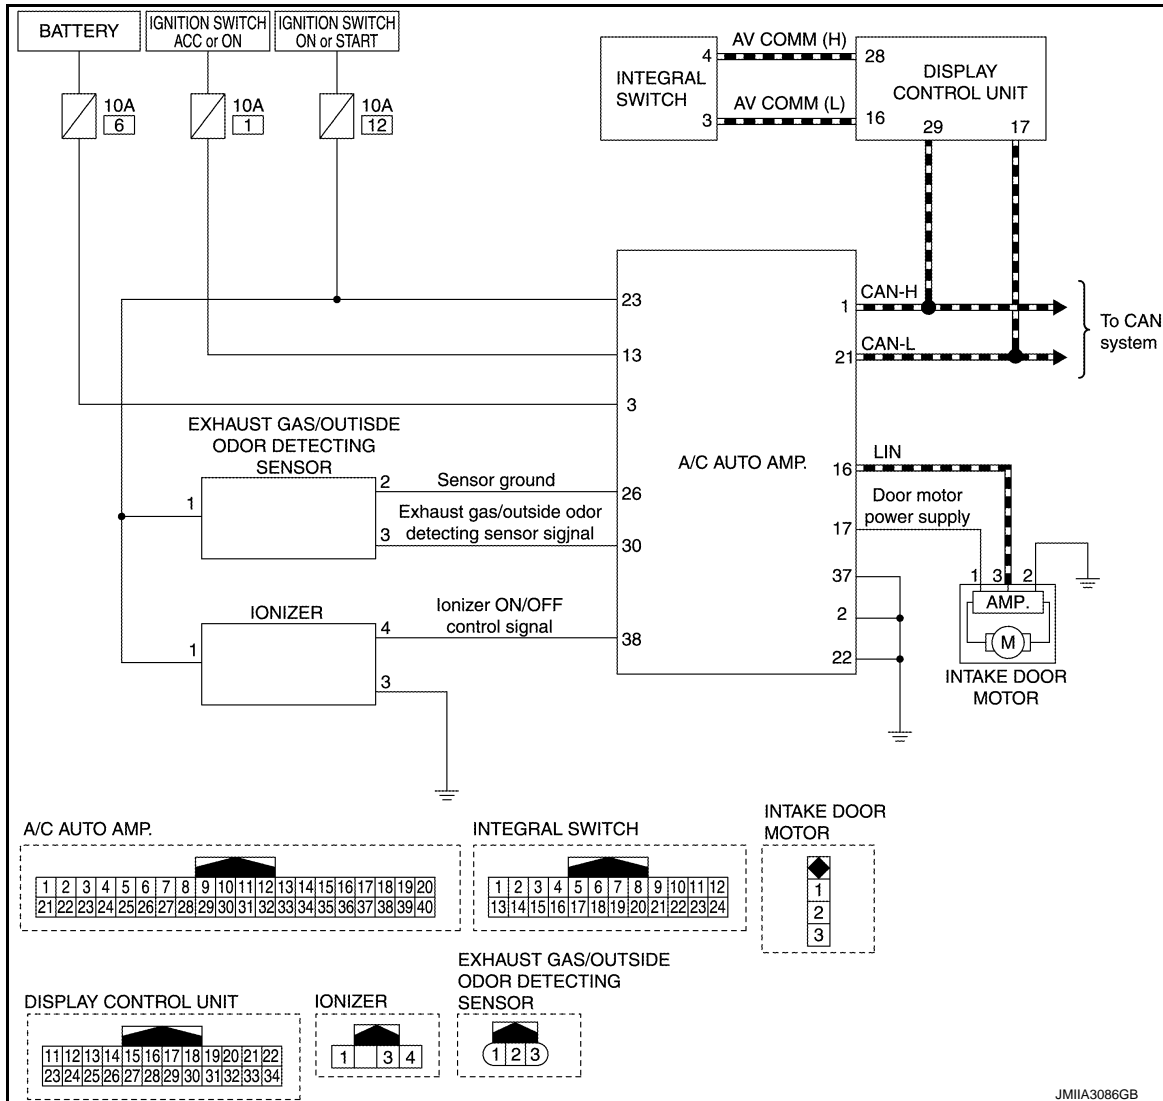 BATTERY
IGNITION SWITCH
ACC or ON
IGNITION SWITCH
ON or START
10A
6
10A
1
10A
12
INTEGRAL
SWITCH
4
3
AV COMM (H)
AV COMM (L)
28
16
DISPLAY
CONTROL UNIT
29
17
23
13
3
26
30
38
A/C AUTO AMP.
1
21
16
17
37
2
22
CAN-H
CAN-L
To CAN
system
LIN
Door motor
power supply
1 3 2
AMP.
M
INTAKE DOOR
MOTOR
EXHAUST GAS/OUTISDE
ODOR DETECTING
SENSOR
1
2
3
Sensor ground
Exhaust gas/outside odor
detecting sensor sigjnal
IONIZER
1
4
3
Ionizer ON/OFF
control signal
A/C AUTO AMP.
1 2 3 4 5 6 7 8 9 10 11 12 13 14 15 16 17 18 19 20
21 22 23 24 25 26 27 28 29 30 31 32 33 34 35 36 37 38 39 40
INTEGRAL SWITCH
1 2 3 4 5 6 7 8 9 10 11 12
13 14 15 16 17 18 19 20 21 22 23 24
INTAKE DOOR
MOTOR
1
2
3
DISPLAY CONTROL UNIT
11 12 13 14 15 16 17 18 19 20 21 22
23 24 25 26 27 28 29 30 31 32 33 34
IONIZER
1 3 4
EXHAUST GAS/OUTSIDE
ODOR DETECTING
SENSOR
1 2 3
JMIIA3086GB